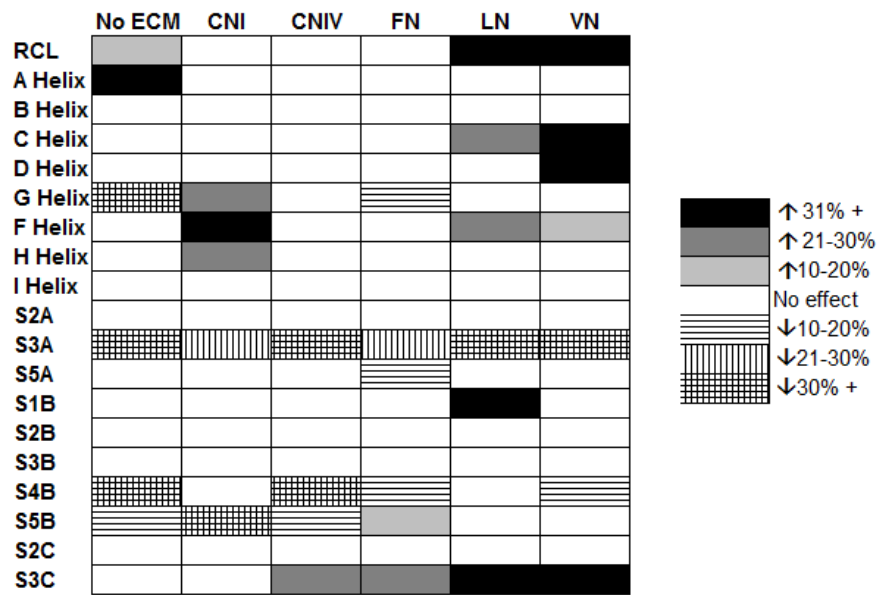 No ECM CNI CNIV FN LN VN
RCL
A Helix
B Helix
C Helix
D Helix
G Helix
F Helix
H Helix
I Helix
S2A
S3A
S5A
S1B
S2B
S3B
S4B
S5B
S2C
S3C
↑ 31% +
↑ 21-30%
↑10-20%
No effect
↓10-20%
↓21-30%
↓30% +